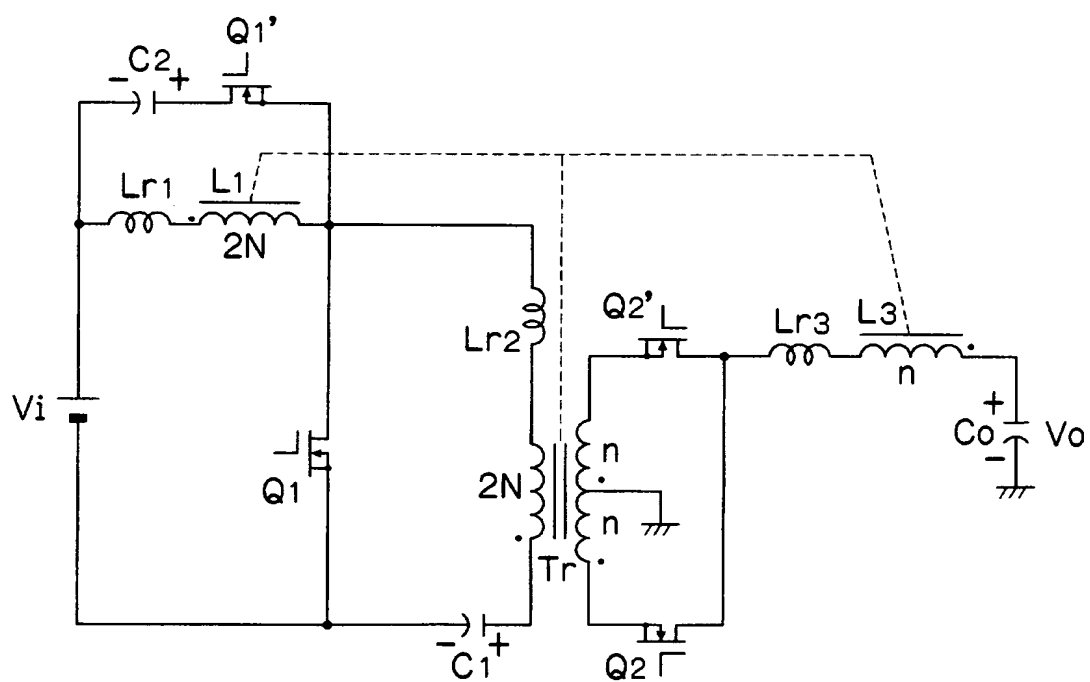 Q1'
- C2 +
Lr1
L1
2N
Lr2
Q2'
Lr3
L3
n
Vi
+
Co
-
Vo
Q1
2N
n
n
Tr
- C1 +
Q2